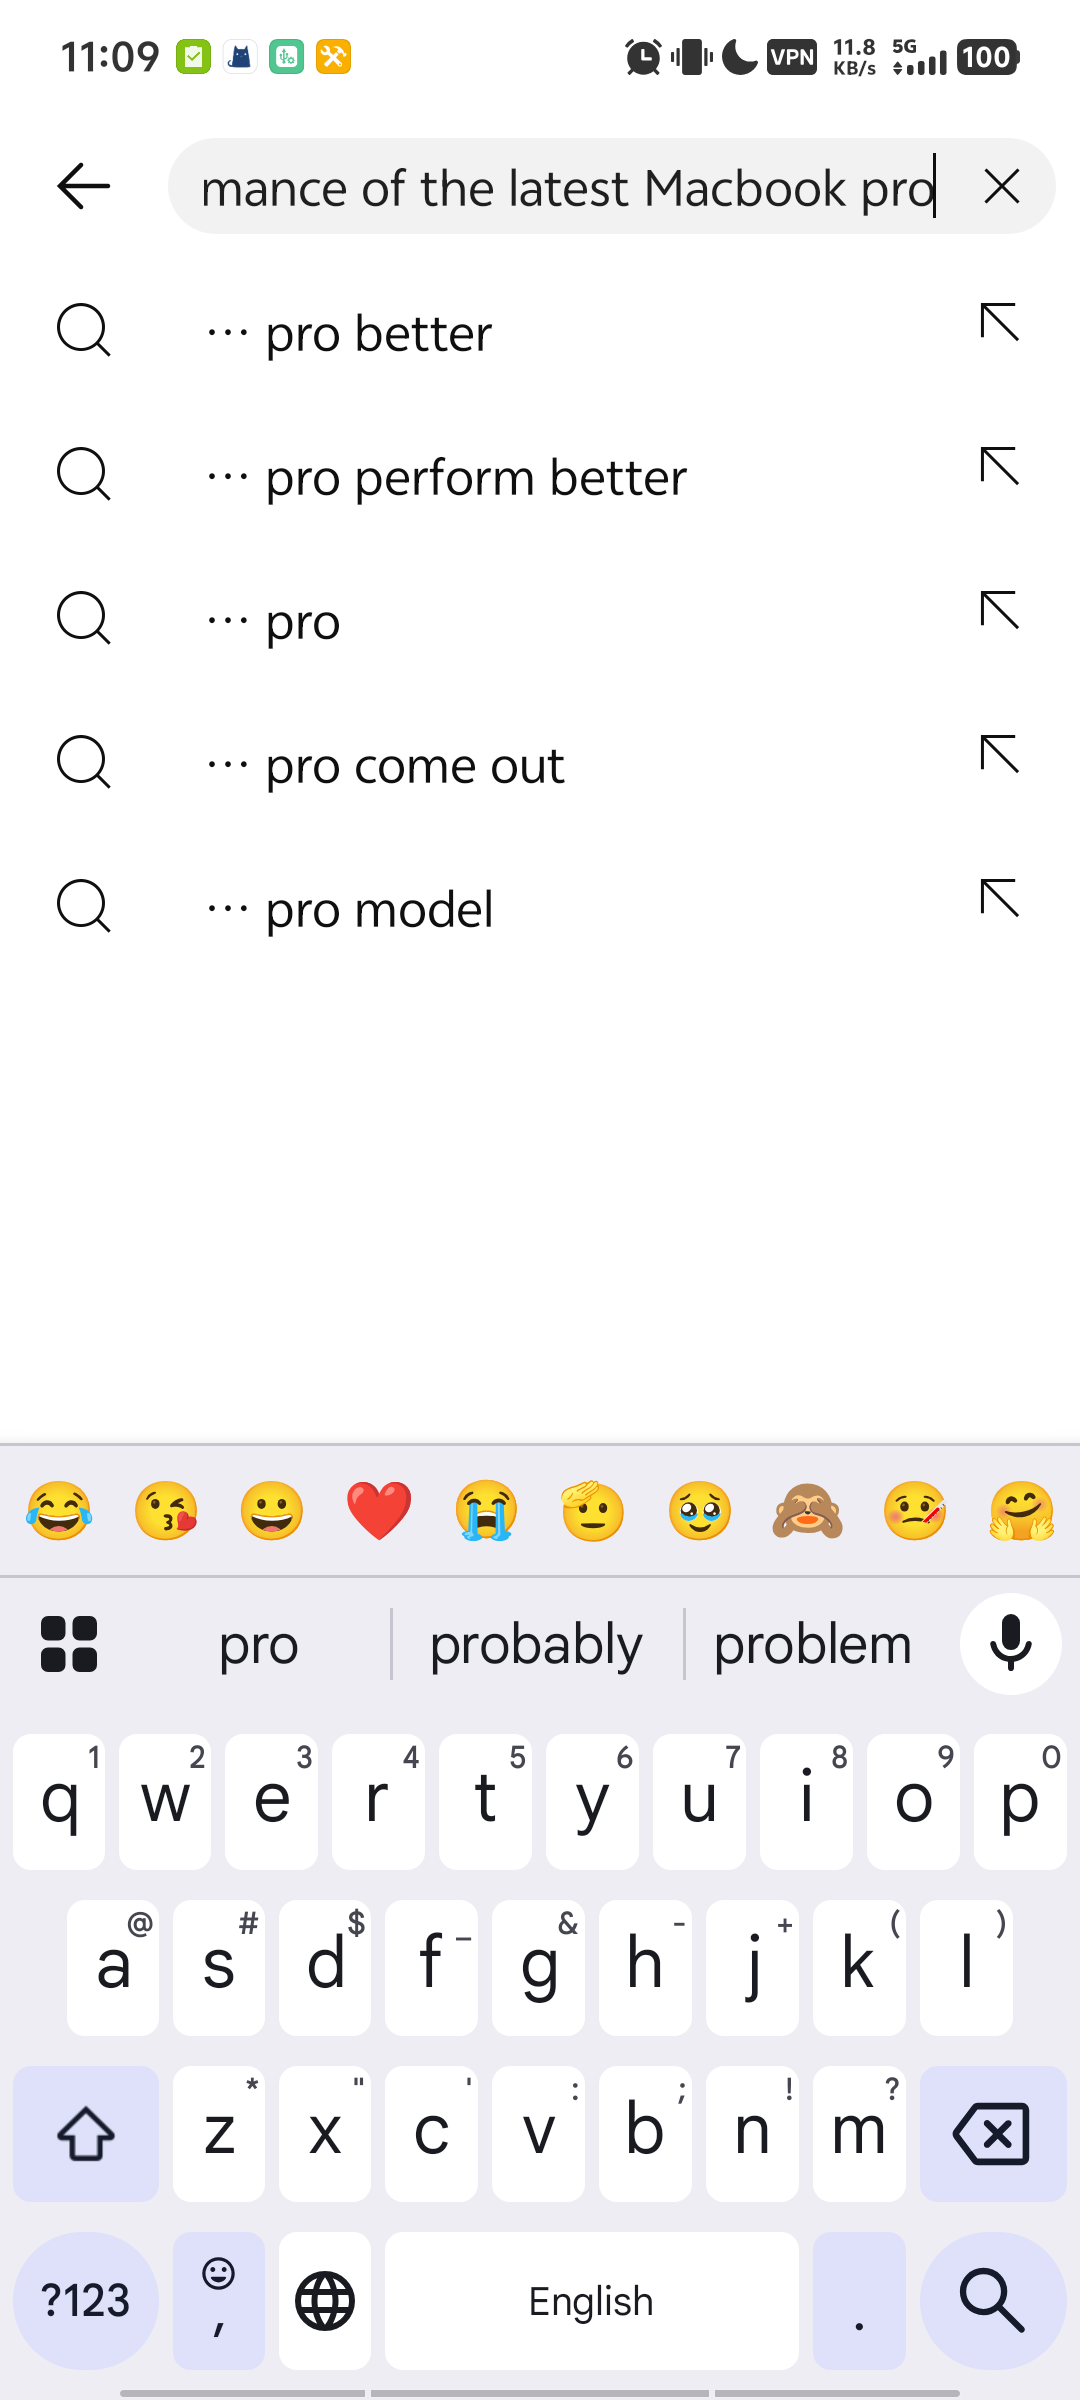 11:09
VPN
11.8
KB/s
5G
100
mance of the latest Macbook pro
··· pro better
··· pro perform better
··· pro
··· pro come out
··· pro model
pro
probably
problem
1 2 3 4 5 6 7 8 9 0
q w e r t y u i o p
@ # $ _ & - + ( )
a s d f g h j k l
* " ' : ; ! ?
z x c v b n m
?123
,
English
.